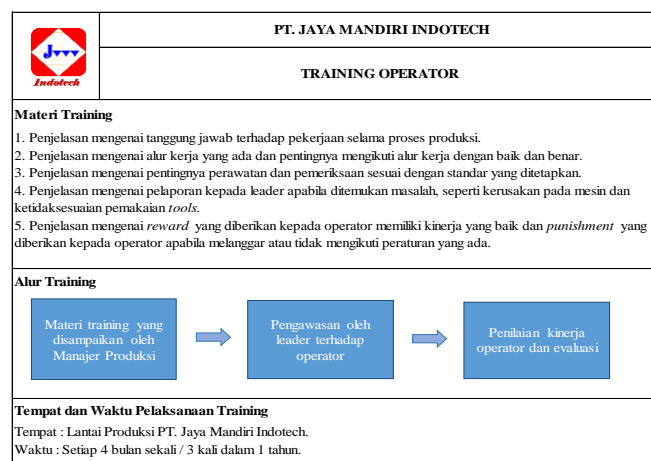 PT. JAYA MANDIRI INDOTECH
Jvvv
Indotech
TRAINING OPERATOR
Materi Training
1. Penjelasan mengenai tanggung jawab terhadap pekerjaan selama proses produksi.
2. Penjelasan mengenai alur kerja yang ada dan pentingnya mengikuti alur kerja dengan baik dan benar.
3. Penjelasan mengenai pentingnya perawatan dan pemeriksaan sesuai dengan standar yang ditetapkan.
4. Penjelasan mengenai pelaporan kepada leader apabila ditemukan masalah, seperti kerusakan pada mesin dan
ketidaksesuaian pemakaian tools.
5. Penjelasan mengenai reward yang diberikan kepada operator memiliki kinerja yang baik dan punishment yang
diberikan kepada operator apabila melanggar atau tidak mengikuti peraturan yang ada.
Alur Training
Materi training yang
disampaikan oleh
Manajer Produksi
Pengawasan oleh
leader terhadap
operator
Penilaian kinerja
operator dan evaluasi
Tempat dan Waktu Pelaksanaan Training
Tempat : Lantai Produksi PT. Jaya Mandiri Indotech.
Waktu : Setiap 4 bulan sekali / 3 kali dalam 1 tahun.